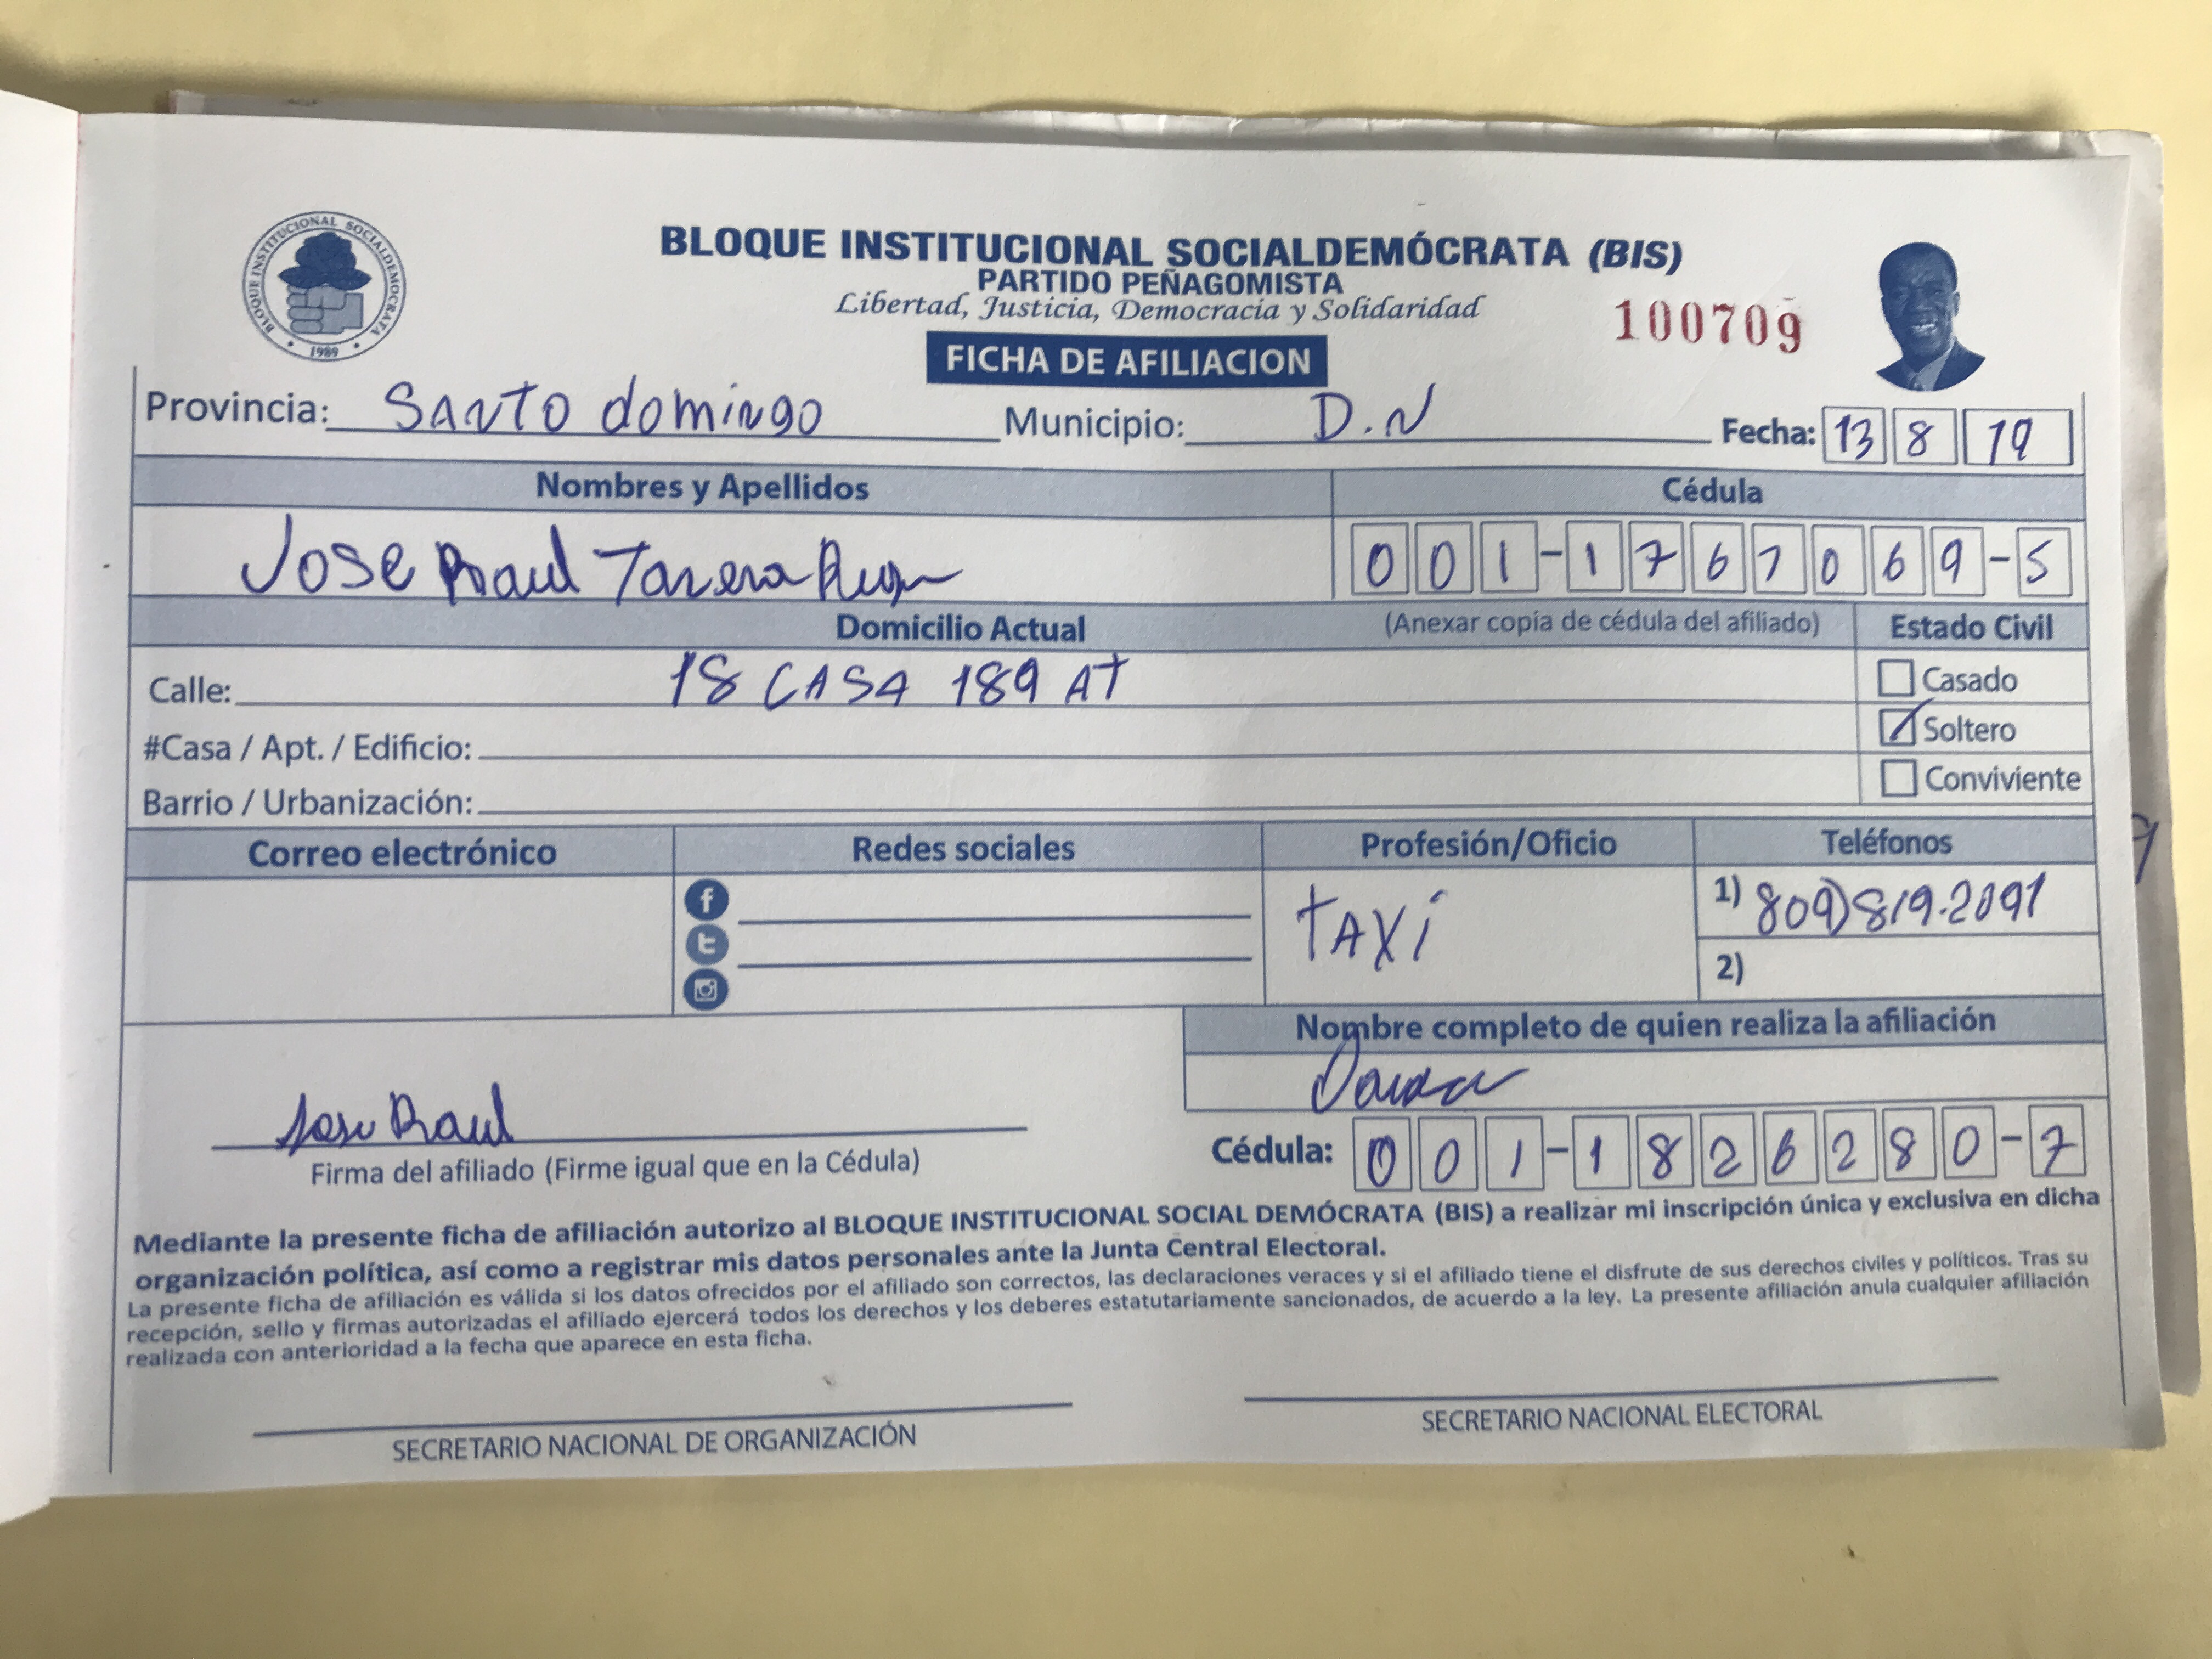 BLOQUE INSTITUCIONAL SOCIALDEMOCRATA
1989
BLOQUE INSTITUCIONAL SOCIALDEMÓCRATA (BIS)
PARTIDO PEÑAGOMISTA
Libertad, Justicia, Democracia y Solidaridad
100709
FICHA DE AFILIACION
Provincia: SANTO domingo Municipio: D.N Fecha: 13 8 19
Nombres y Apellidos Cédula
Jose Raul Tavera 001-1767069-5
Domicilio Actual (Anexar copia de cédula del afiliado) Estado Civil
Calle: 18 CASA 189 AT Casado
#Casa / Apt. / Edificio: Soltero
Barrio / Urbanización: Conviviente
Correo electrónico Redes sociales Profesión/Oficio Teléfonos
TAXi 1) 809)819-2091
2)
Nombre completo de quien realiza la afiliación
Jose Raul
Firma del afiliado (Firme igual que en la Cédula) Cédula: 001-1826280-7
Mediante la presente ficha de afiliación autorizo al BLOQUE INSTITUCIONAL SOCIAL DEMÓCRATA (BIS) a realizar mi inscripción única y exclusiva en dicha
organización política, así como a registrar mis datos personales ante la Junta Central Electoral.
La presente ficha de afiliación es válida si los datos ofrecidos por el afiliado son correctos, las declaraciones veraces y si el afiliado tiene el disfrute de sus derechos civiles y políticos. Tras su
recepción, sello y firmas autorizadas el afiliado ejercerá todos los derechos y los deberes estatutariamente sancionados, de acuerdo a la ley. La presente afiliación anula cualquier afiliación
realizada con anterioridad a la fecha que aparece en esta ficha.
SECRETARIO NACIONAL DE ORGANIZACIÓN SECRETARIO NACIONAL ELECTORAL